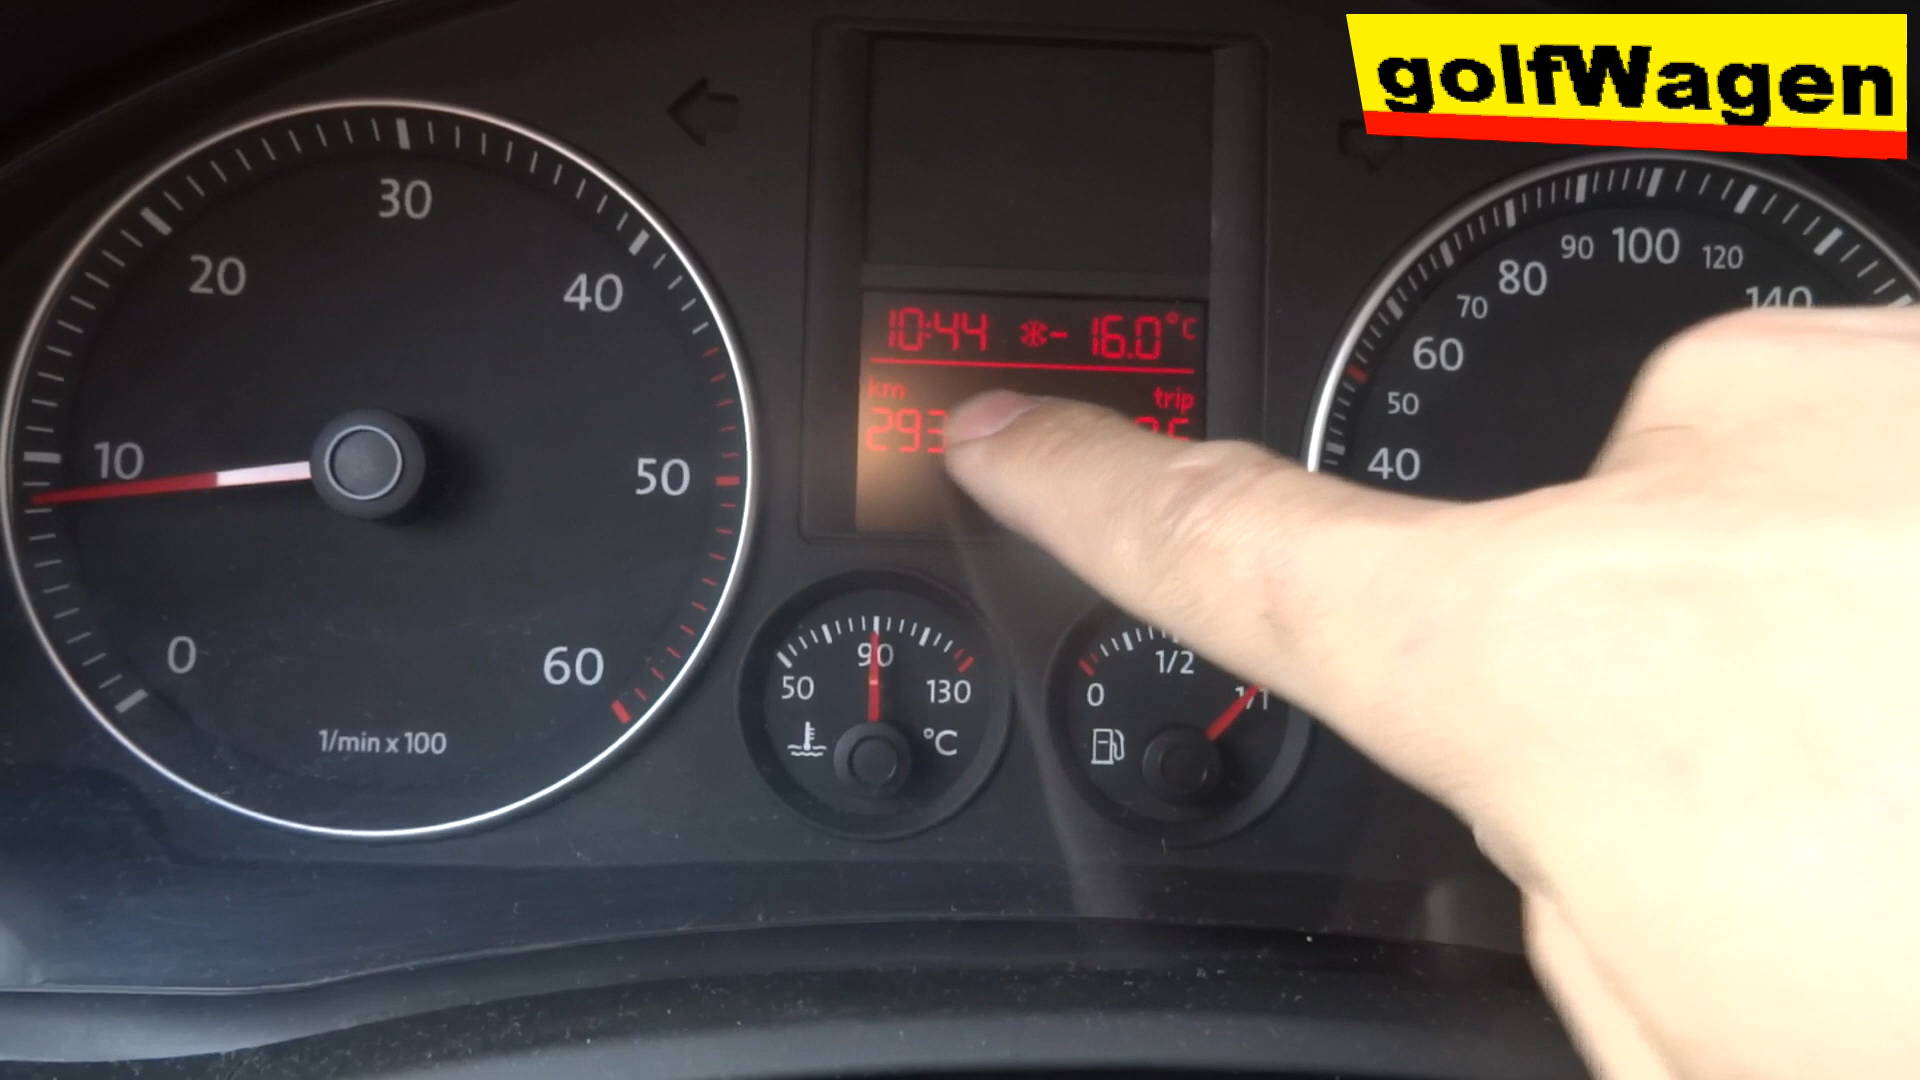 golfWagen
10:44 - 16.0°C
km trip
293
0 10 20 30 40 50 60
1/min x 100
50 90 130
°C
0 1/2 1/1
40 50 60 70 80 90 100 120 140